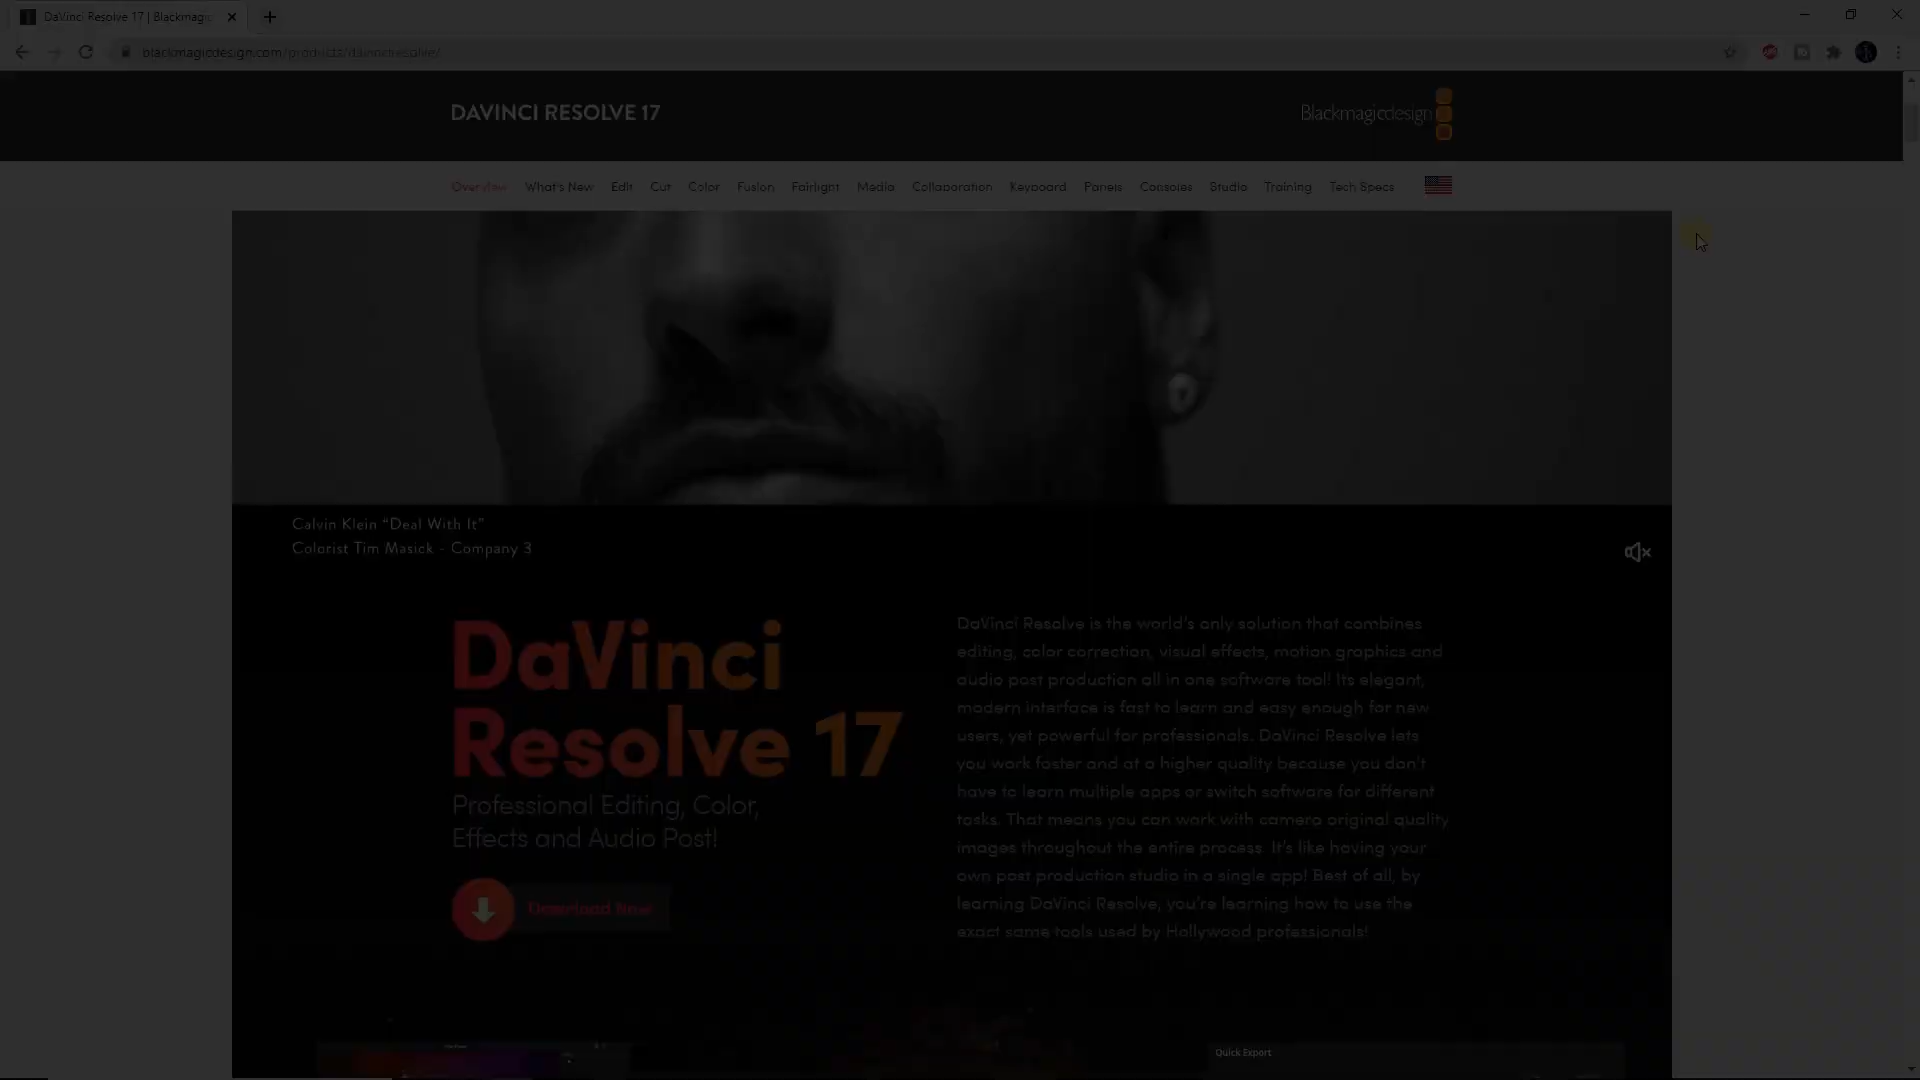 DaVinci Resolve 17 | Blackmagic
blackmagicdesign.com/products/davinciresolve/
DAVINCI RESOLVE 17
Blackmagicdesign
Overview What's New Edit Cut Color Fusion Fairlight Media Collaboration Keyboard Panels Consoles Studio Training Tech Specs
Calvin Klein “Deal With It”
Colorist Tim Masick - Company 3
DaVinci
Resolve 17
Professional Editing, Color,
Effects and Audio Post!
Download Now
DaVinci Resolve is the world's only solution that combines
editing, color correction, visual effects, motion graphics and
audio post production all in one software tool! Its elegant,
modern interface is fast to learn and easy enough for new
users, yet powerful for professionals. DaVinci Resolve lets
you work faster and at a higher quality because you don't
have to learn multiple apps or switch software for different
tasks. That means you can work with camera original quality
images throughout the entire process. It's like having your
own post production studio in a single app! Best of all, by
learning DaVinci Resolve, you're learning how to use the
exact same tools used by Hollywood professionals!
Quick Export